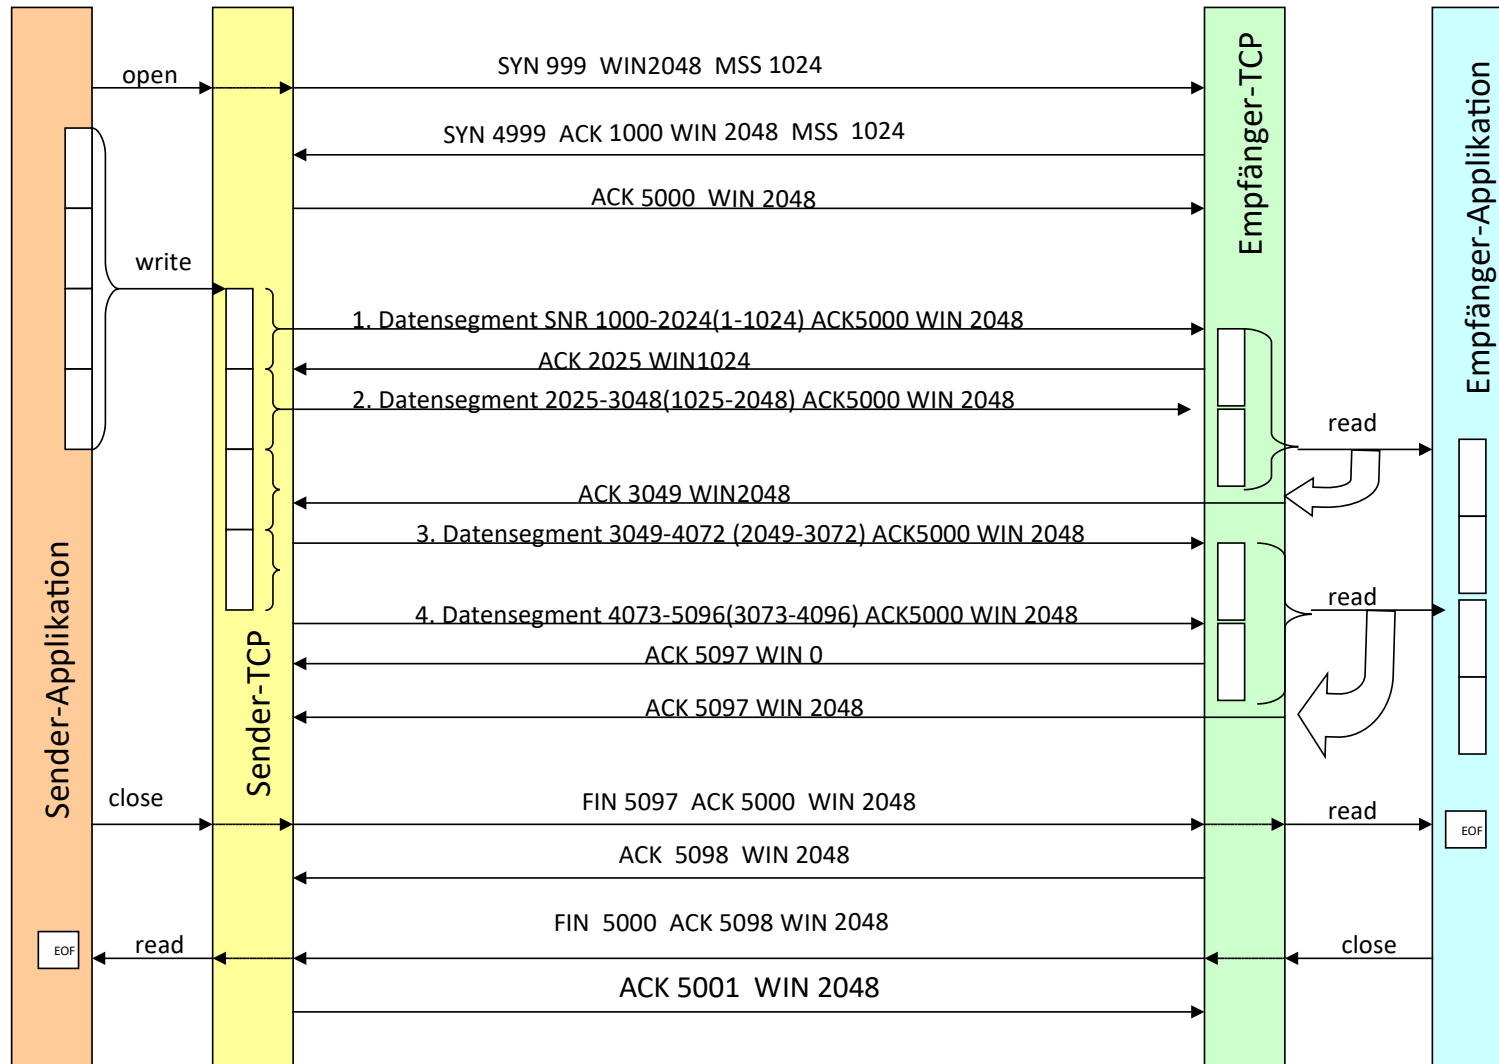 open
SYN 999 WIN2048 MSS 1024
SYN 4999 ACK 1000 WIN 2048 MSS 1024
ACK 5000 WIN 2048
write
1. Datensegment SNR 1000-2024(1-1024) ACK5000 WIN 2048
ACK 2025 WIN1024
2. Datensegment 2025-3048(1025-2048) ACK5000 WIN 2048
read
ACK 3049 WIN2048
3. Datensegment 3049-4072 (2049-3072) ACK5000 WIN 2048
read
4. Datensegment 4073-5096(3073-4096) ACK5000 WIN 2048
ACK 5097 WIN 0
ACK 5097 WIN 2048
close
FIN 5097 ACK 5000 WIN 2048
read
EOF
ACK 5098 WIN 2048
FIN 5000 ACK 5098 WIN 2048
EOF
read
close
ACK 5001 WIN 2048
Sender-Applikation
Sender-TCP
Empfänger-TCP
Empfänger-Applikation